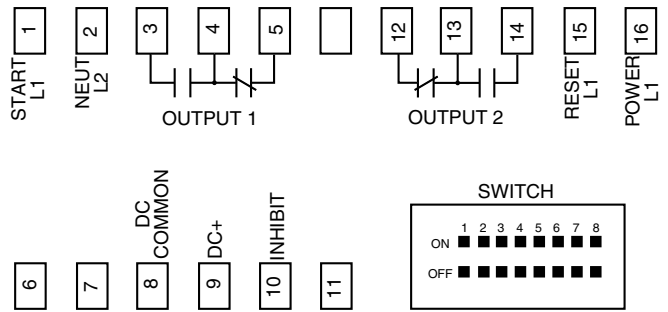 1 2 3 4 5 12 13 14 15 16
START
L1
NEUT
L2
OUTPUT 1
OUTPUT 2
RESET
L1
POWER
L1
DC
COMMON
DC+
INHIBIT
6 7 8 9 10 11
SWITCH
1 2 3 4 5 6 7 8
ON
OFF